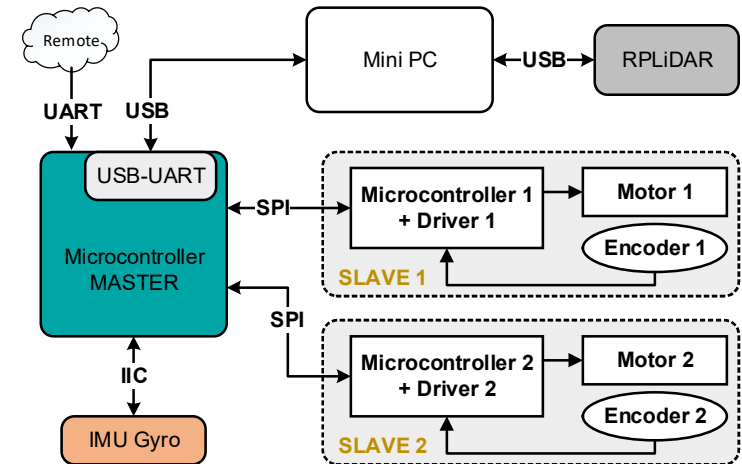 Remote
Mini PC
USB
RPLiDAR
UART
USB
USB-UART
Microcontroller
MASTER
SPI
Microcontroller 1
+ Driver 1
Motor 1
Encoder 1
SLAVE 1
SPI
Microcontroller 2
+ Driver 2
Motor 2
Encoder 2
SLAVE 2
IIC
IMU Gyro